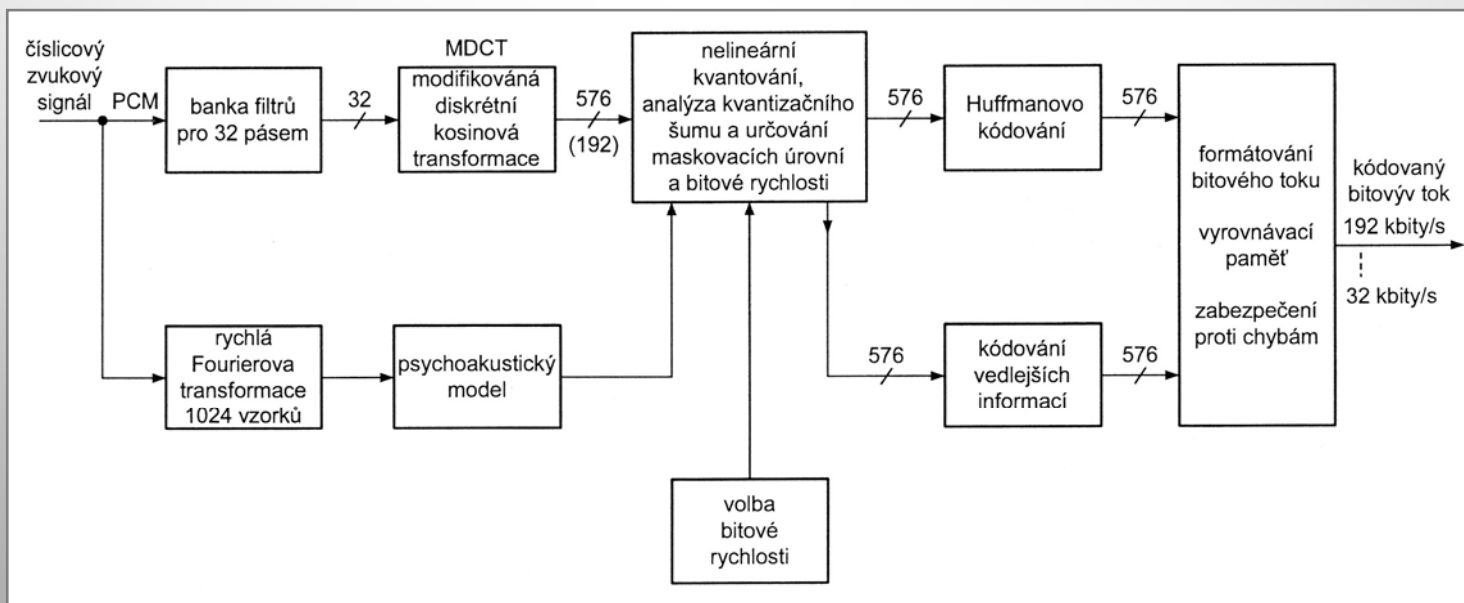 číslicový
zvukový
signál
PCM
banka filtrů
pro 32 pásem
32
MDCT
modifikováná
diskrétní
kosinová
transformace
576
(192)
nelineární
kvantování,
analýza kvantizačního
šumu a určování
maskovacích úrovní
a bitové rychlosti
576
Huffmanovo
kódování
576
formátování
bitového toku
vyrovnávací
paměť
zabezpečení
proti chybám
kódovaný
bitovýv tok
192 kbity/s
32 kbity/s
rychlá
Fourierova
transformace
1024 vzorků
psychoakustický
model
576
kódování
vedlejších
informací
576
volba
bitové
rychlosti